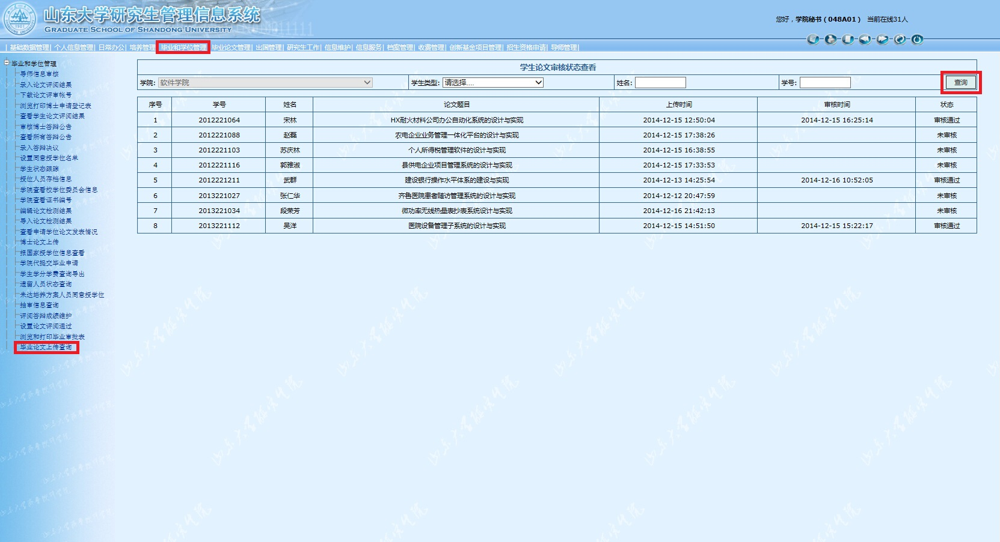 山东大学研究生管理信息系统
GRADUATE SCHOOL OF SHANDONG UNIVERSITY
您好，学院秘书（048A01） 当前在线31人
| 基础数据管理| 个人信息管理| 日常办公| 培养管理| 毕业和学位管理| 毕业论文管理| 出国管理| 研究生工作| 信息维护| 信息服务| 档案管理| 收费管理| 创新基金项目管理| 招生资格申请| 导师管理|
毕业和学位管理
导师信息审核
录入论文评阅结果
下载论文评审帐号
浏览打印博士申请登记表
查看学生论文评阅结果
审核博士答辩公告
查看所有答辩公告
录入答辩决议
设置同意授学位名单
学生状态跟踪
授位人员存档信息
学院查看校学位委员会信息
学院查看证书编号
编辑论文检测结果
导入论文检测结果
查看申请学位论文发表情况
博士论文上传
报国家授学位信息查看
学院代提交毕业申请
学生学分学费查询导出
遗留人员状态查询
未达培养方案人员同意授学位
抽审信息查询
评阅答辩成绩维护
设置论文评阅通过
浏览和打印毕业审批表
毕业论文上传查询
学生论文审核状态查看
学院: 软件学院 学生类型: 请选择.... 姓名: 学号: 查询
序号 学号 姓名 论文题目 上传时间 审核时间 状态
1 2012221064 宋林 HX耐火材料公司办公自动化系统的设计与实现 2014-12-15 12:50:04 2014-12-15 16:25:14 审核通过
2 2012221088 赵磊 农电企业业务管理一体化平台的设计与实现 2014-12-15 17:38:26 未审核
3 2012221103 苏庆林 个人所得税管理软件的设计与实现 2014-12-15 16:38:55 未审核
4 2012221116 郭雅淑 县供电企业项目管理系统的设计与实现 2014-12-15 17:33:53 未审核
5 2012221211 武群 建设银行操作水平体系的建设与实现 2014-12-13 14:25:54 2014-12-16 10:52:05 审核通过
6 2013221027 张仁华 齐鲁医院患者随访管理系统的设计与实现 2014-12-12 20:47:59 未审核
7 2013221034 段荣芳 微功率无线热量表抄表系统设计与实现 2014-12-16 21:42:13 未审核
8 2013221112 吴洋 医院设备管理子系统的设计与实现 2014-12-15 14:51:50 2014-12-15 15:22:17 审核通过